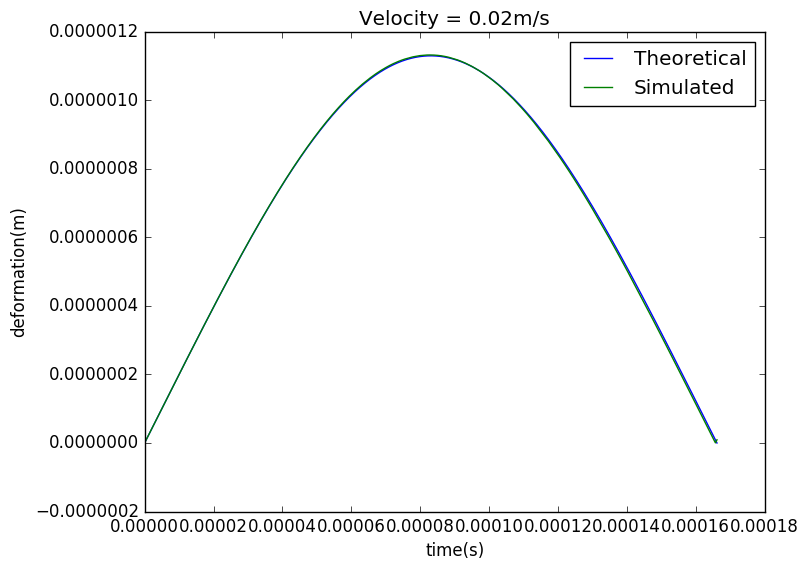 Velocity = 0.02m/s
Theoretical
Simulated
0.0000012
0.0000010
0.0000008
0.0000006
0.0000004
0.0000002
0.0000000
−0.0000002
deformation(m)
0.00000 0.00002 0.00004 0.00006 0.00008 0.00010 0.00012 0.00014 0.00016 0.00018
time(s)